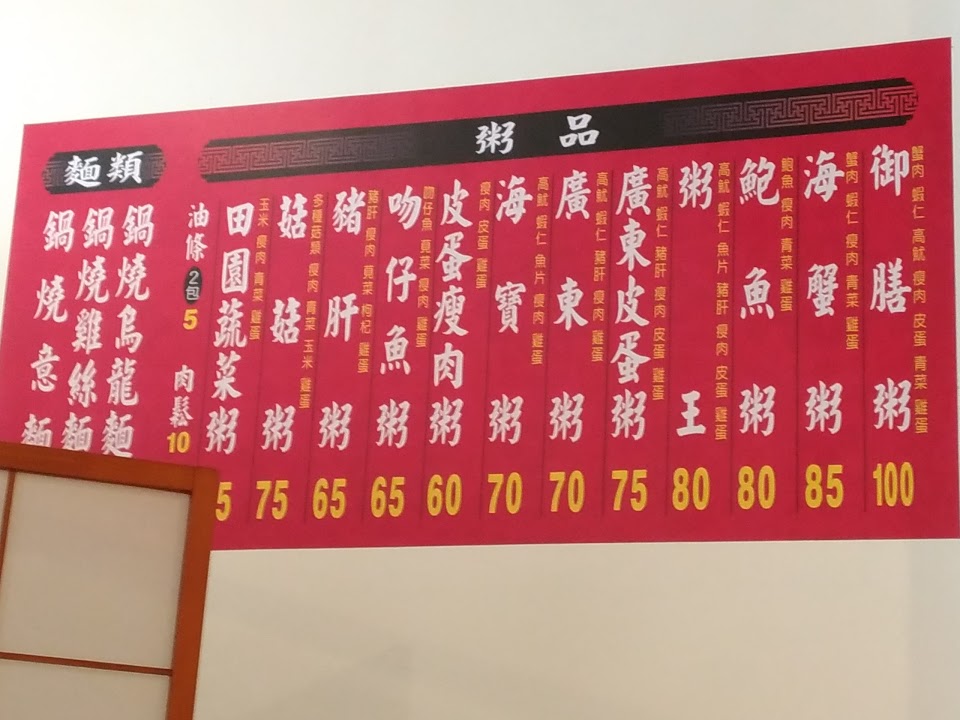 粥品
御膳粥
蟹肉 蝦仁 高魷 瘦肉 皮蛋 青菜 雞蛋
100
海蟹粥
蟹肉 蝦仁 瘦肉 青菜 雞蛋
85
鮑魚粥
鮑魚 瘦肉 青菜 雞蛋
80
粥王
高魷 蝦仁 魚片 豬肝 瘦肉 皮蛋 雞蛋
80
廣東皮蛋粥
高魷 蝦仁 豬肝 瘦肉 皮蛋 雞蛋
75
廣東粥
高魷 蝦仁 豬肝 瘦肉 雞蛋
70
海寶粥
高魷 蝦仁 魚片 瘦肉 雞蛋
70
皮蛋瘦肉粥
瘦肉 皮蛋 雞蛋
60
吻仔魚粥
吻仔魚 莧菜 瘦肉 雞蛋
65
豬肝粥
豬肝 瘦肉 莧菜 枸杞 雞蛋
65
菇菇粥
多種菇類 瘦肉 青菜 玉米 雞蛋
75
田園蔬菜粥
玉米 瘦肉 青菜 雞蛋
5
油條2包
5
肉鬆
10
麵類
鍋燒烏龍麵
鍋燒雞絲麵
鍋燒意麵